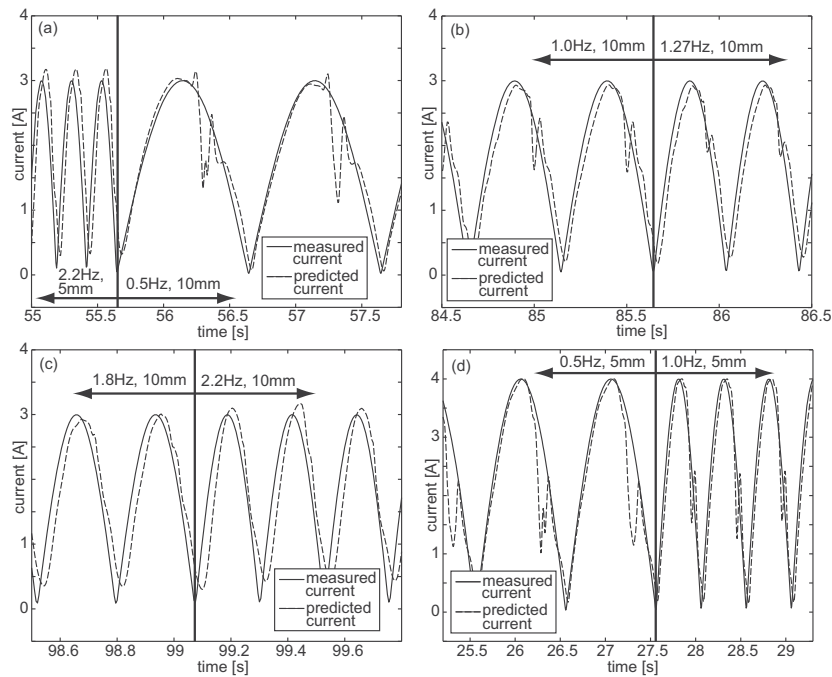 (a)
4
3
2
1
0
current [A]
measured
current
predicted
current
2.2Hz,
5mm
0.5Hz, 10mm
55 55.5 56 56.5 57 57.5
time [s]
(b)
1.0Hz, 10mm
1.27Hz, 10mm
4
3
2
1
0
current [A]
measured
current
predicted
current
84.5 85 85.5 86 86.5
time [s]
(c)
1.8Hz, 10mm
2.2Hz, 10mm
4
3
2
1
0
current [A]
measured
current
predicted
current
98.6 98.8 99 99.2 99.4 99.6
time [s]
(d)
0.5Hz, 5mm
1.0Hz, 5mm
4
3
2
1
0
current [A]
measured
current
predicted
current
25.5 26 26.5 27 27.5 28 28.5 29
time [s]